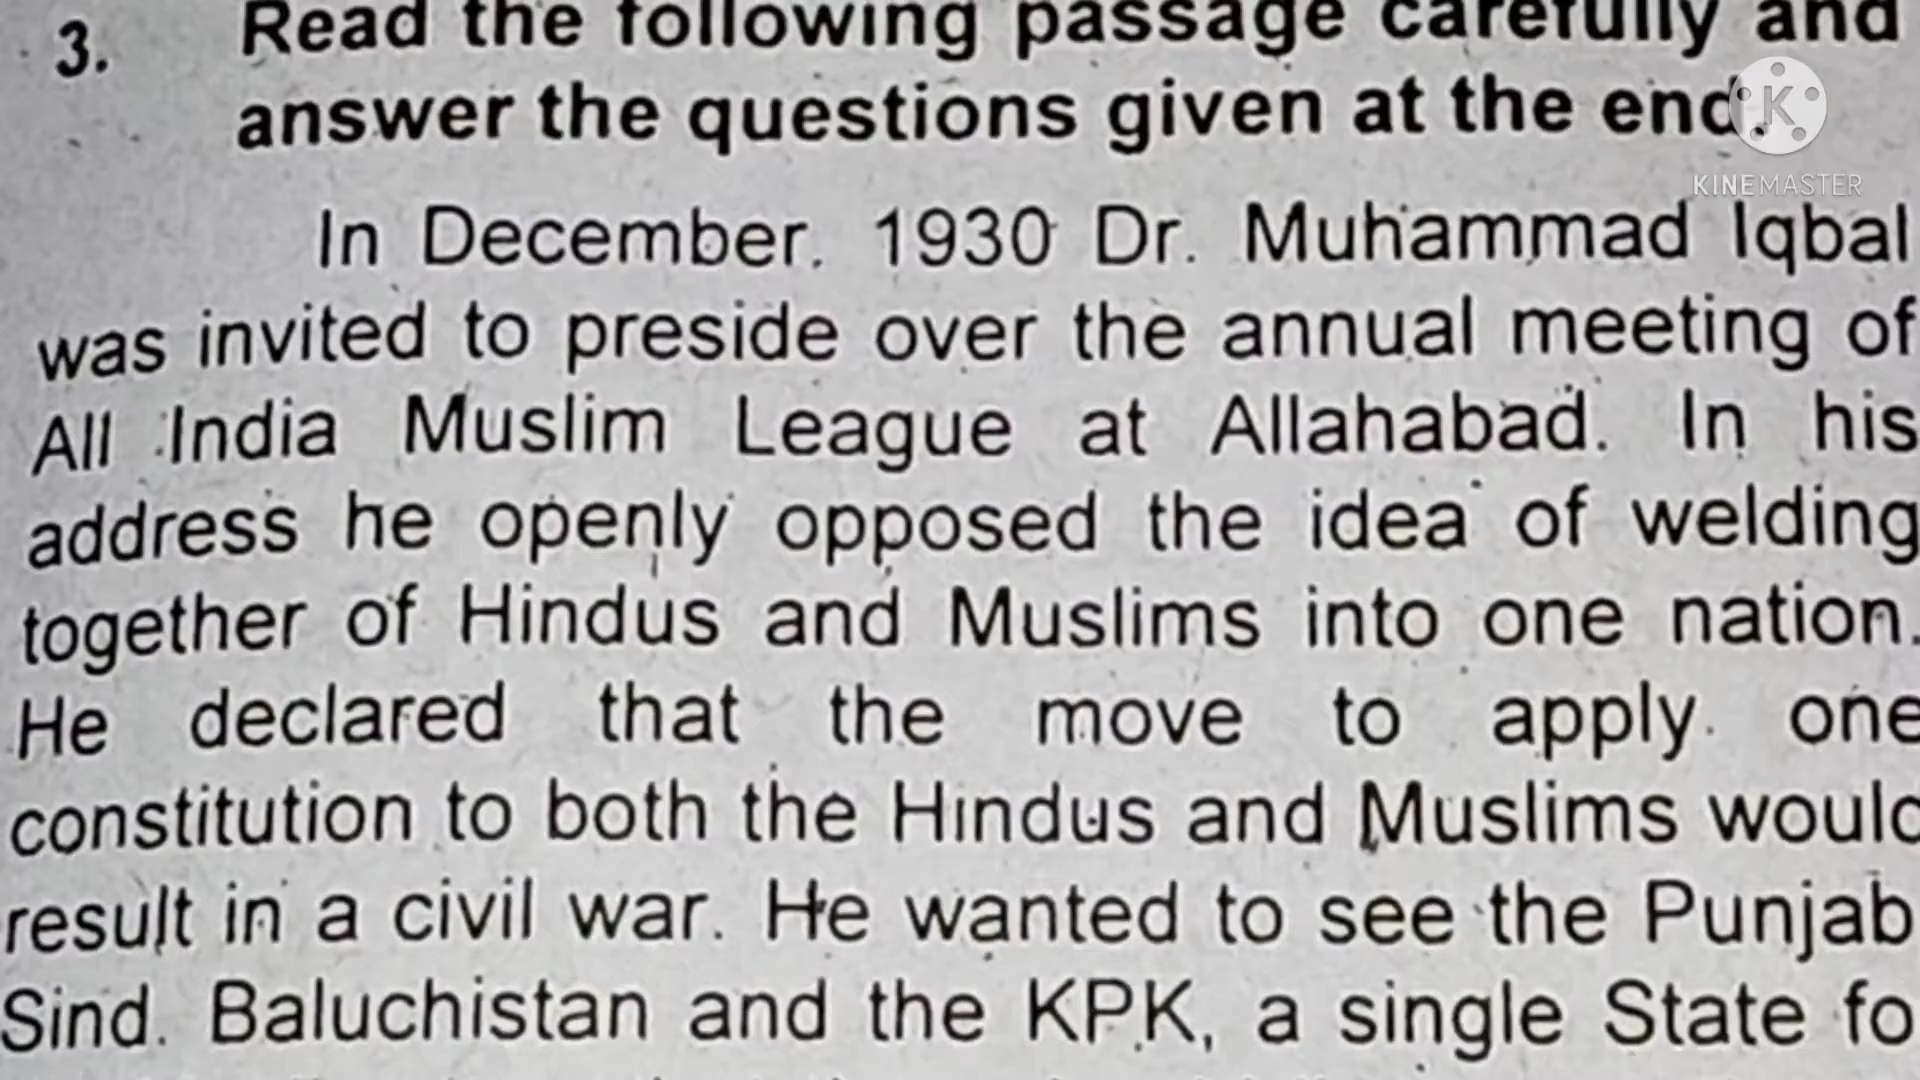 3. Read the following passage carefully and
answer the questions given at the end.
KINEMASTER
In December. 1930 Dr. Muhammad Iqbal
was invited to preside over the annual meeting of
All India Muslim League at Allahabad. In his
address he openly opposed the idea of welding
together of Hindus and Muslims into one nation.
He declared that the move to apply one
constitution to both the Hindus and Muslims would
result in a civil war. He wanted to see the Punjab
Sind. Baluchistan and the KPK, a single State fo